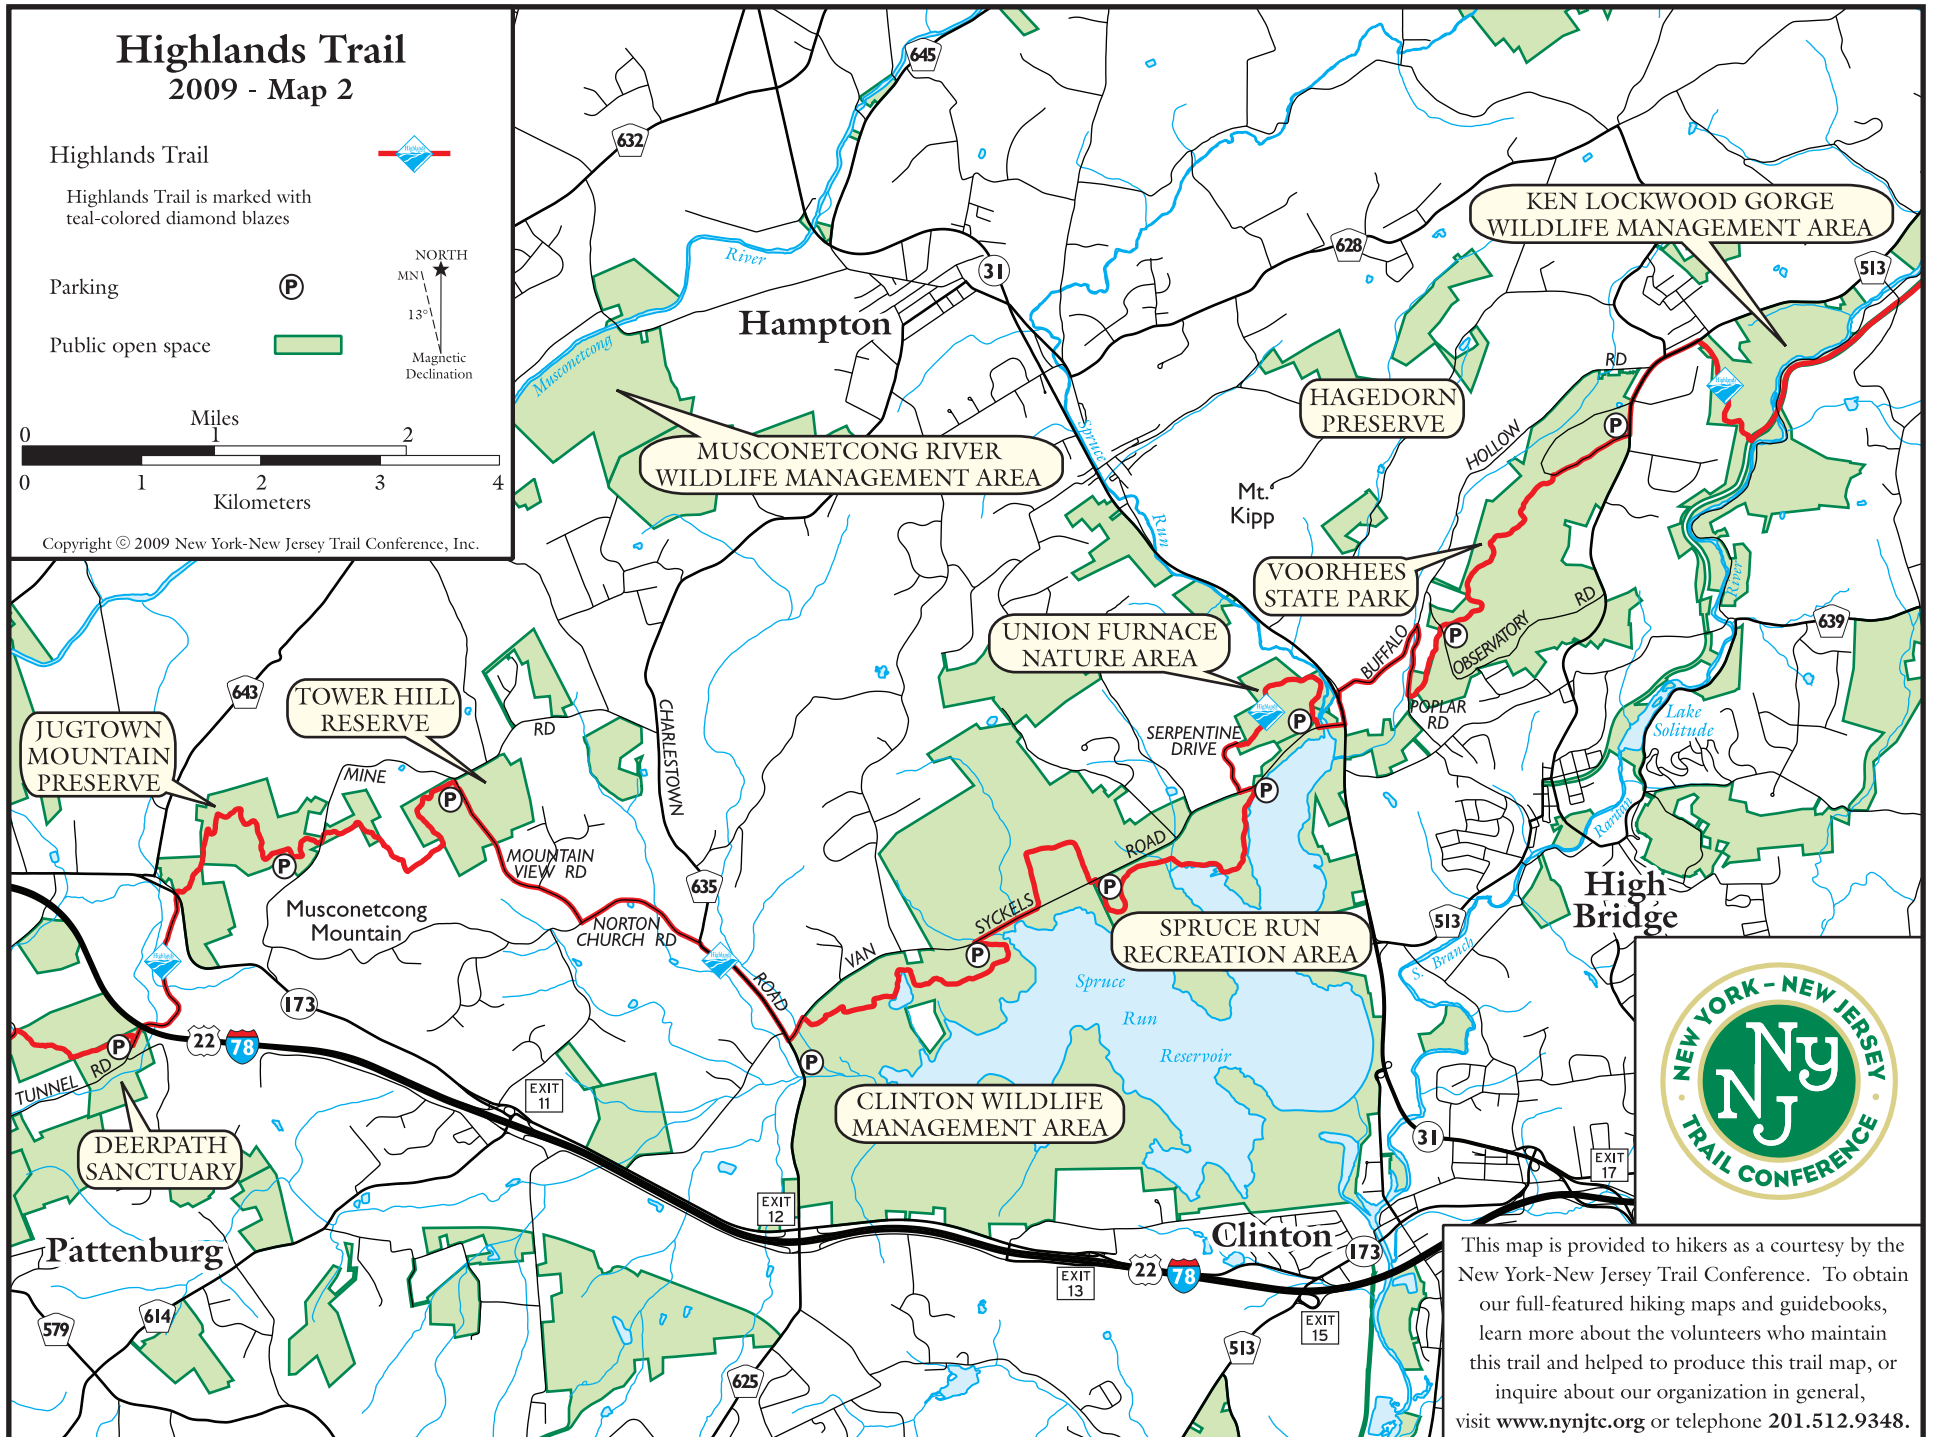 Highlands Trail
2009 - Map 2
Highlands Trail
Highlands Trail is marked with
teal-colored diamond blazes
Parking
P
Public open space
NORTH
MN
13°
Magnetic
Declination
Miles
0 1 2
0 1 2 3 4
Kilometers
Copyright © 2009 New York-New Jersey Trail Conference, Inc.
645
632
KEN LOCKWOOD GORGE
WILDLIFE MANAGEMENT AREA
628
513
31
River
Hampton
Musconetcong
RD
HAGEDORN
PRESERVE
P
HOLLOW
Spruce
MUSCONETCONG RIVER
WILDLIFE MANAGEMENT AREA
Mt.
Kipp
Run
VOORHEES
STATE PARK
River
RD
639
UNION FURNACE
NATURE AREA
BUFFALO
P
OBSERVATORY
643
TOWER HILL
RESERVE
CHARLESTOWN
JUGTOWN
MOUNTAIN
PRESERVE
RD
SERPENTINE
DRIVE
P
POPLAR
RD
Lake
Solitude
MINE
P
P
Raritan
ROAD
MOUNTAIN
VIEW RD
P
635
P
High
Bridge
Musconetcong
Mountain
NORTON
CHURCH RD
SYCKELS
SPRUCE RUN
RECREATION AREA
513
VAN
P
S. Branch
ROAD
Spruce
Run
Reservoir
173
22
78
P
TUNNEL RD
P
EXIT
11
CLINTON WILDLIFE
MANAGEMENT AREA
DEERPATH
SANCTUARY
31
EXIT
17
NEW YORK – NEW JERSEY
NY
NJ
TRAIL CONFERENCE
EXIT
12
Pattenburg
Clinton
173
22
78
EXIT
13
EXIT
15
579
614
513
625
This map is provided to hikers as a courtesy by the
New York-New Jersey Trail Conference. To obtain
our full-featured hiking maps and guidebooks,
learn more about the volunteers who maintain
this trail and helped to produce this trail map, or
inquire about our organization in general,
visit www.nynjtc.org or telephone 201.512.9348.